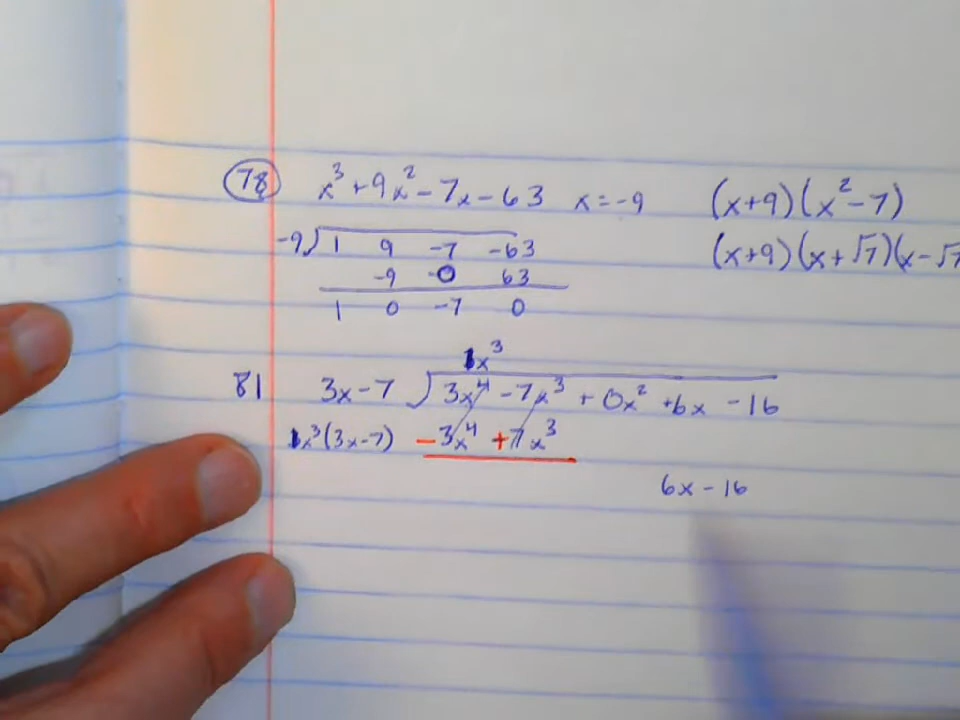 78 x³ + 9x² - 7x - 63 x = -9 (x+9)(x²-7)
-9 1 9 -7 -63 (x+9)(x+√7)(x-√7
-9 -0 63
1 0 -7 0
1x³
81 3x - 7 3x⁴ - 7x³ + 0x² + 6x - 16
1x³(3x-7) -3x⁴ +7x³
6x - 16